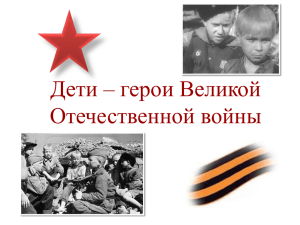 Дети – герои Великой
Отечественной войны